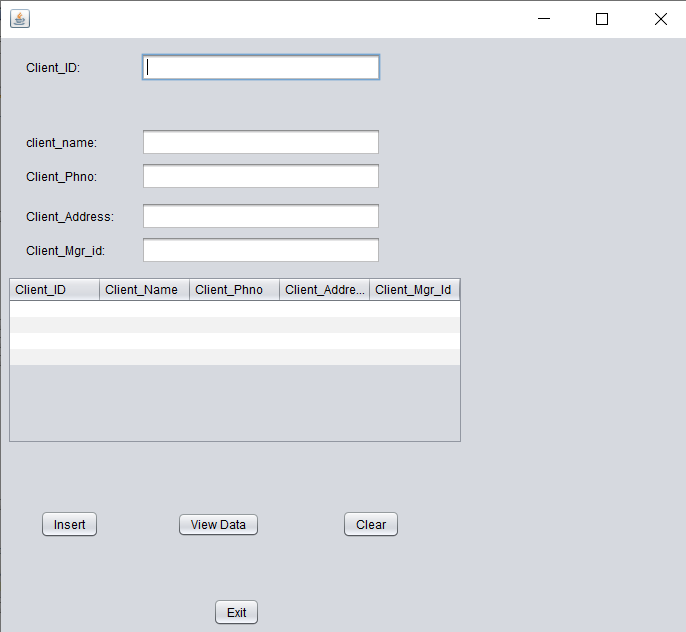 Client_ID:
client_name:
Client_Phno:
Client_Address:
Client_Mgr_id:
Client_ID Client_Name Client_Phno Client_Addre... Client_Mgr_Id
Insert View Data Clear
Exit